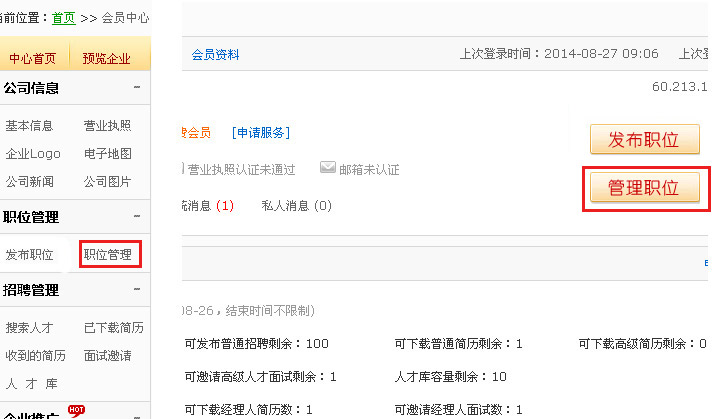 当前位置：首页 >> 会员中心
中心首页 预览企业
公司信息 -
基本信息 营业执照
企业Logo 电子地图
公司新闻 公司图片
职位管理 -
发布职位 职位管理
招聘管理 -
搜索人才 已下载简历
收到的简历 面试邀请
人 才 库
企业推广 HOT
会员资料 上次登录时间：2014-08-27 09:06 上次登
60.213.1
会员 [申请服务]
发布职位
营业执照认证未通过 邮箱未认证
管理职位
消息 (1) 私人消息 (0)
08-26，结束时间不限制)
可发布普通招聘剩余：100 可下载普通简历剩余：1 可下载高级简历剩余：0
可邀请高级人才面试剩余：1 人才库容量剩余：10
可下载经理人简历数：1 可邀请经理人面试数：1